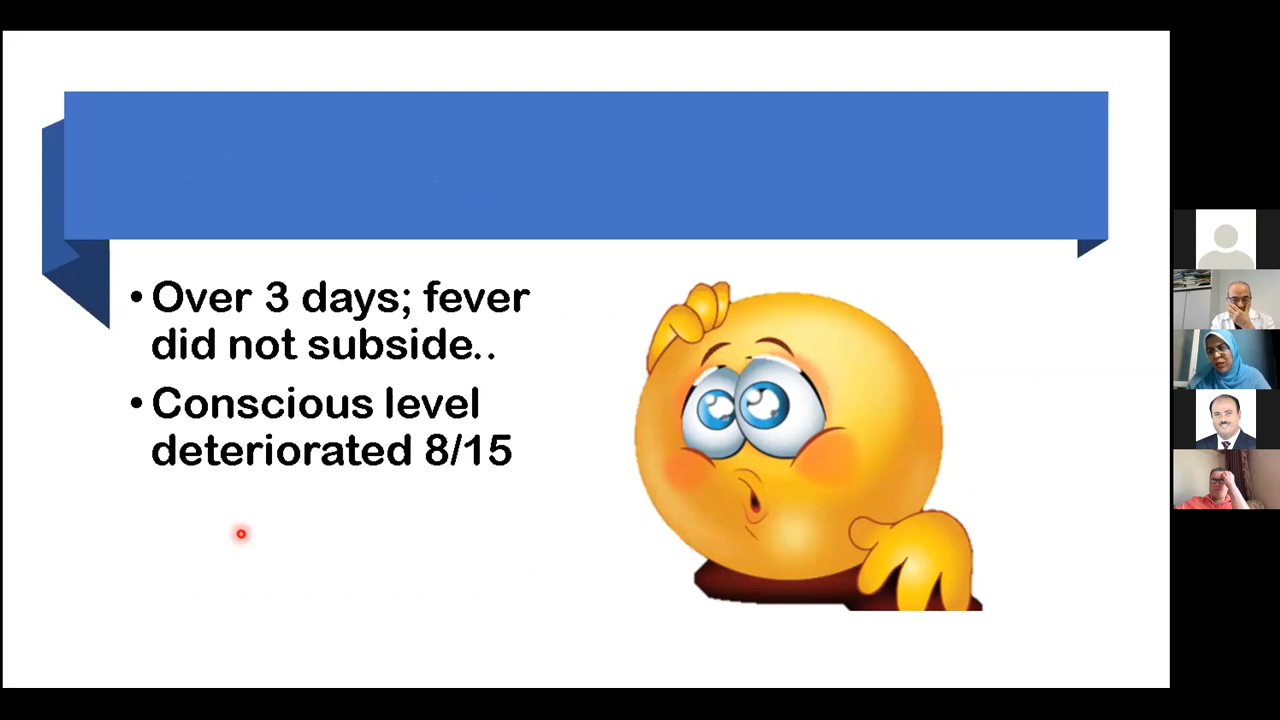 • Over 3 days; fever
did not subside..
• Conscious level
deteriorated 8/15